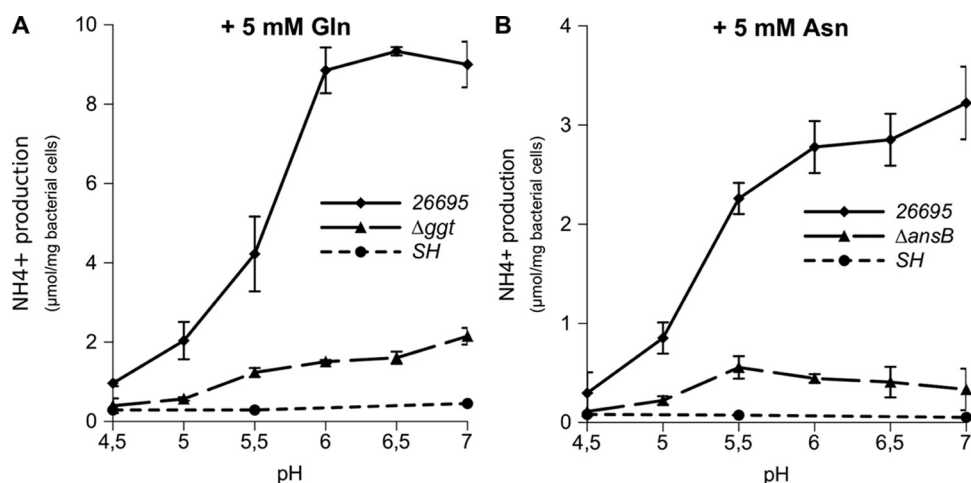 A
+ 5 mM Gln
10
8
6
4
2
0
NH4+ production
(μmol/mg bacterial cells)
26695
Δggt
SH
4,5
5
5,5
6
6,5
7
pH
B
+ 5 mM Asn
4
3
2
1
0
NH4+ production
(μmol/mg bacterial cells)
26695
ΔansB
SH
4,5
5
5,5
6
6,5
7
pH